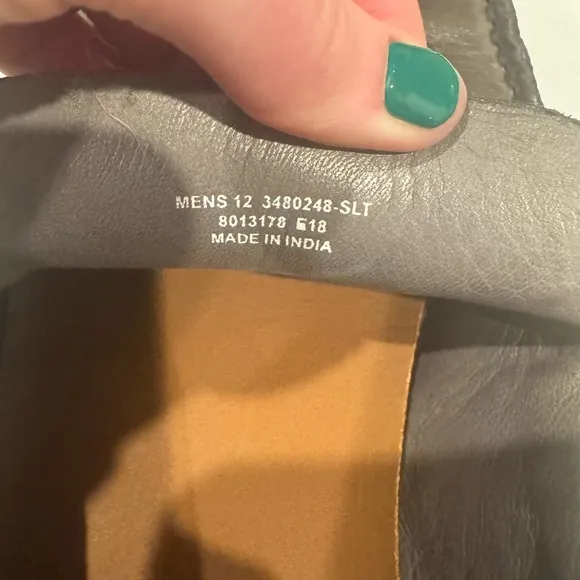 MENS 12 3480248-SLT
8013178 E18
MADE IN INDIA